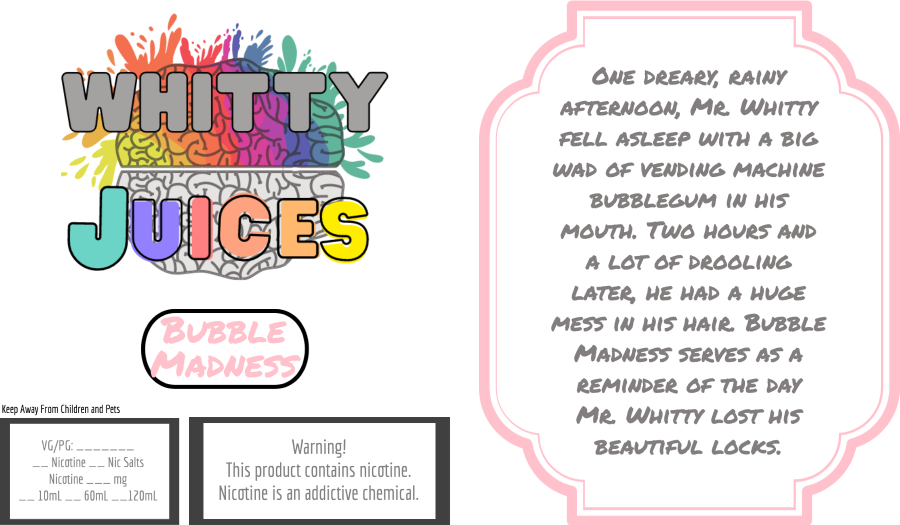 WHITTY
JUICES
BUBBLE
MADNESS
Keep Away From Children and Pets
VG/PG: _______
__ Nicotine __ Nic Salts
Nicotine ___ mg
__ 10mL __ 60mL __120mL
Warning!
This product contains nicotine.
Nicotine is an addictive chemical.
ONE DREARY, RAINY
AFTERNOON, MR. WHITTY
FELL ASLEEP WITH A BIG
WAD OF VENDING MACHINE
BUBBLEGUM IN HIS
MOUTH. TWO HOURS AND
A LOT OF DROOLING
LATER, HE HAD A HUGE
MESS IN HIS HAIR. BUBBLE
MADNESS SERVES AS A
REMINDER OF THE DAY
MR. WHITTY LOST HIS
BEAUTIFUL LOCKS.